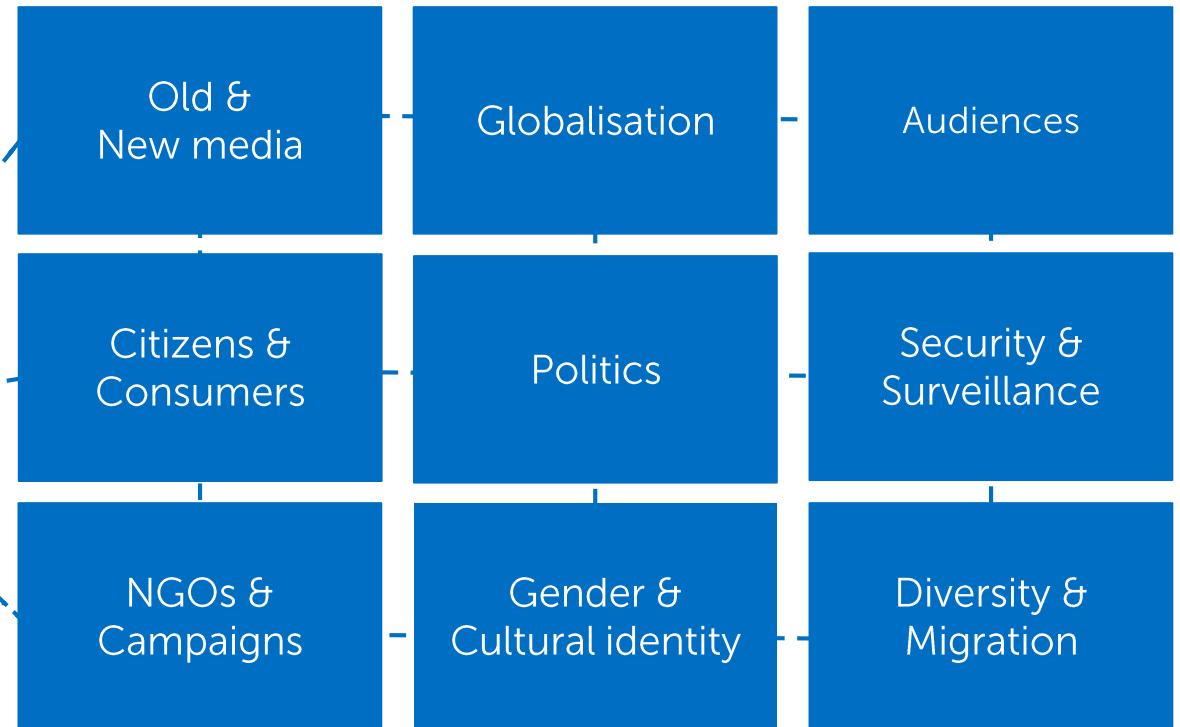 Old &
New media
Globalisation
Audiences
Citizens &
Consumers
Politics
Security &
Surveillance
NGOs &
Campaigns
Gender &
Cultural identity
Diversity &
Migration